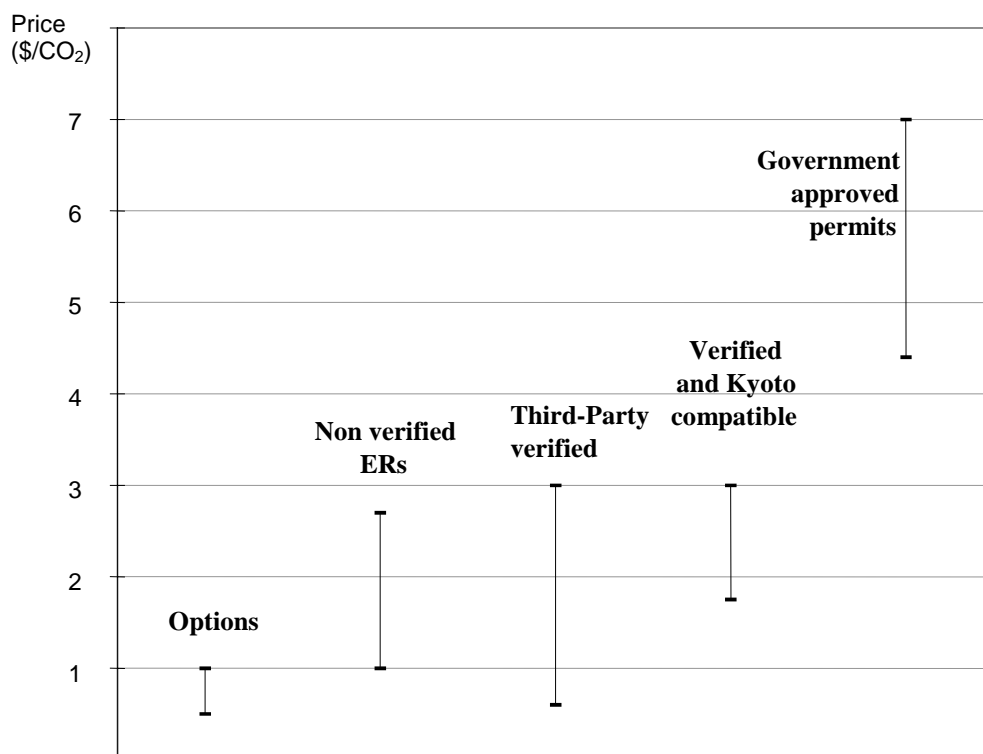 Price
($/CO₂)
7
Government
approved
6
permits
5
Verified
and Kyoto
4
compatible
Third-Party
verified
Non verified
ERs
3
2
Options
1